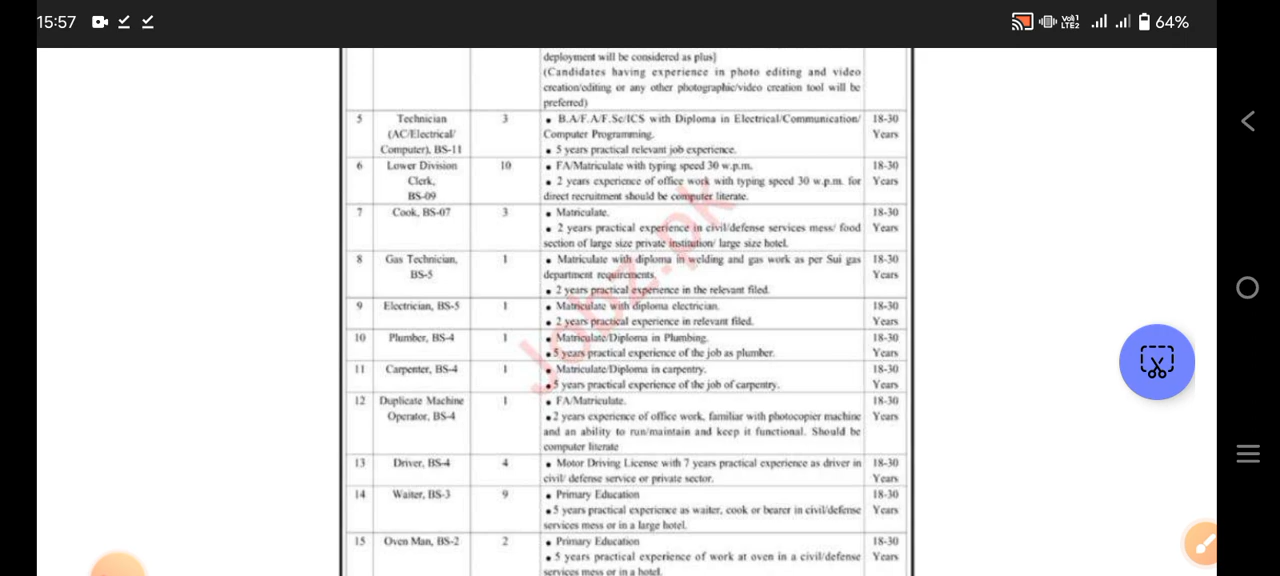 15:57
Vo)) 1
LTE2
64%
deployment will be considered as plus)
(Candidates having experience in photo editing and video
creation/editing or any other photographic/video creation tool will be
preferred)
5 Technician 3 • B.A/F.A/F.Sc/ICS with Diploma in Electrical/Communication/ 18-30
(AC/Electrical/ Computer Programming. Years
Computer), BS-11 • 5 years practical relevant job experience.
6 Lower Division 10 • FA/Matriculate with typing speed 30 w.p.m. 18-30
Clerk, • 2 years experience of office work with typing speed 30 w.p.m. for Years
BS-09 direct recruitment should be computer literate.
7 Cook, BS-07 3 • Matriculate. 18-30
• 2 years practical experience in civil/defense services mess/ food Years
section of large size private institution/ large size hotel.
8 Gas Technician, 1 • Matriculate with diploma in welding and gas work as per Sui gas 18-30
BS-5 department requirements. Years
• 2 years practical experience in the relevant filed.
9 Electrician, BS-5 1 • Matriculate with diploma electrician. 18-30
• 2 years practical experience in relevant filed. Years
10 Plumber, BS-4 1 • Matriculate/Diploma in Plumbing. 18-30
• 5 years practical experience of the job as plumber. Years
11 Carpenter, BS-4 1 • Matriculate/Diploma in carpentry. 18-30
• 5 years practical experience of the job of carpentry. Years
12 Duplicate Machine 1 • FA/Matriculate. 18-30
Operator, BS-4 • 2 years experience of office work, familiar with photocopier machine Years
and an ability to run/maintain and keep it functional. Should be
computer literate
13 Driver, BS-4 4 • Motor Driving License with 7 years practical experience as driver in 18-30
civil/ defense service or private sector. Years
14 Waiter, BS-3 9 • Primary Education 18-30
• 5 years practical experience as waiter, cook or bearer in civil/defense Years
services mess or in a large hotel.
15 Oven Man, BS-2 2 • Primary Education 18-30
• 5 years practical experience of work at oven in a civil/defense Years
services mess or in a hotel.
Jobz.pk